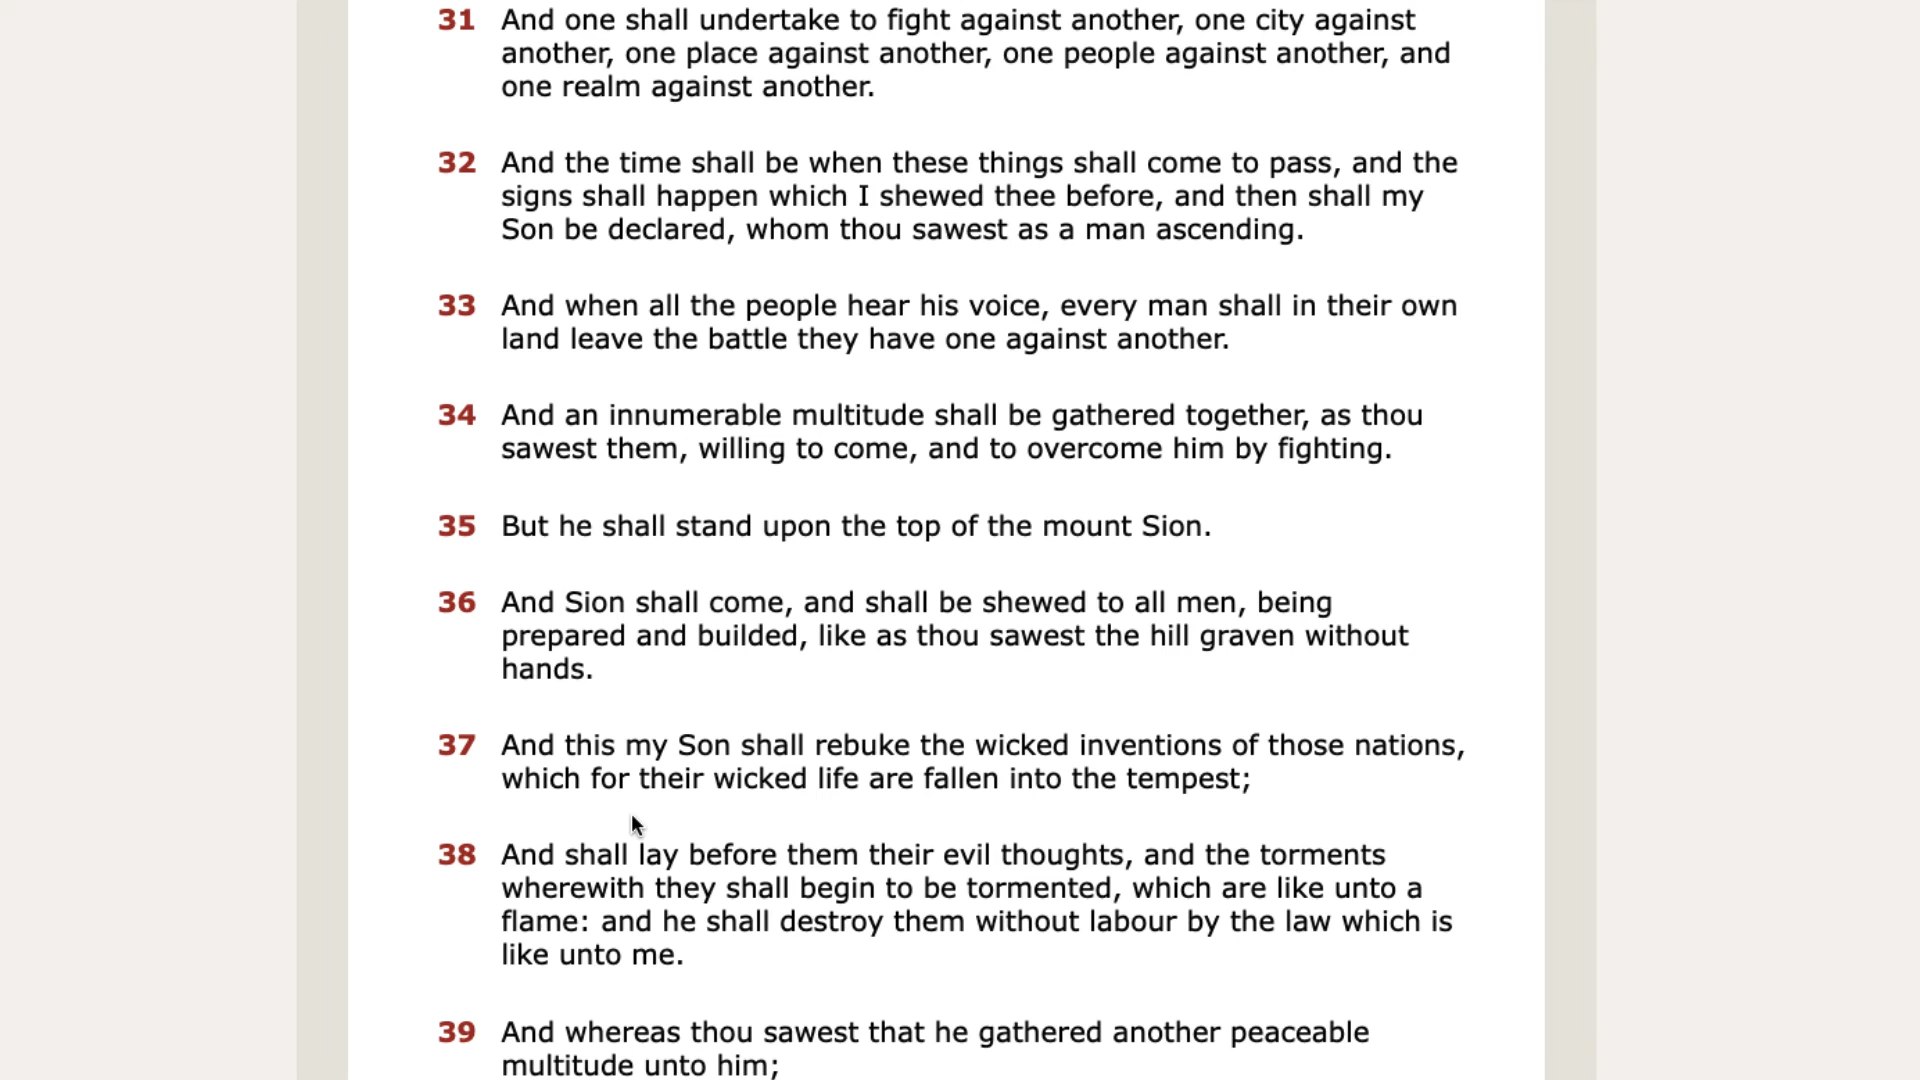 31 And one shall undertake to fight against another, one city against
another, one place against another, one people against another, and
one realm against another.
32 And the time shall be when these things shall come to pass, and the
signs shall happen which I shewed thee before, and then shall my
Son be declared, whom thou sawest as a man ascending.
33 And when all the people hear his voice, every man shall in their own
land leave the battle they have one against another.
34 And an innumerable multitude shall be gathered together, as thou
sawest them, willing to come, and to overcome him by fighting.
35 But he shall stand upon the top of the mount Sion.
36 And Sion shall come, and shall be shewed to all men, being
prepared and builded, like as thou sawest the hill graven without
hands.
37 And this my Son shall rebuke the wicked inventions of those nations,
which for their wicked life are fallen into the tempest;
38 And shall lay before them their evil thoughts, and the torments
wherewith they shall begin to be tormented, which are like unto a
flame: and he shall destroy them without labour by the law which is
like unto me.
39 And whereas thou sawest that he gathered another peaceable
multitude unto him;